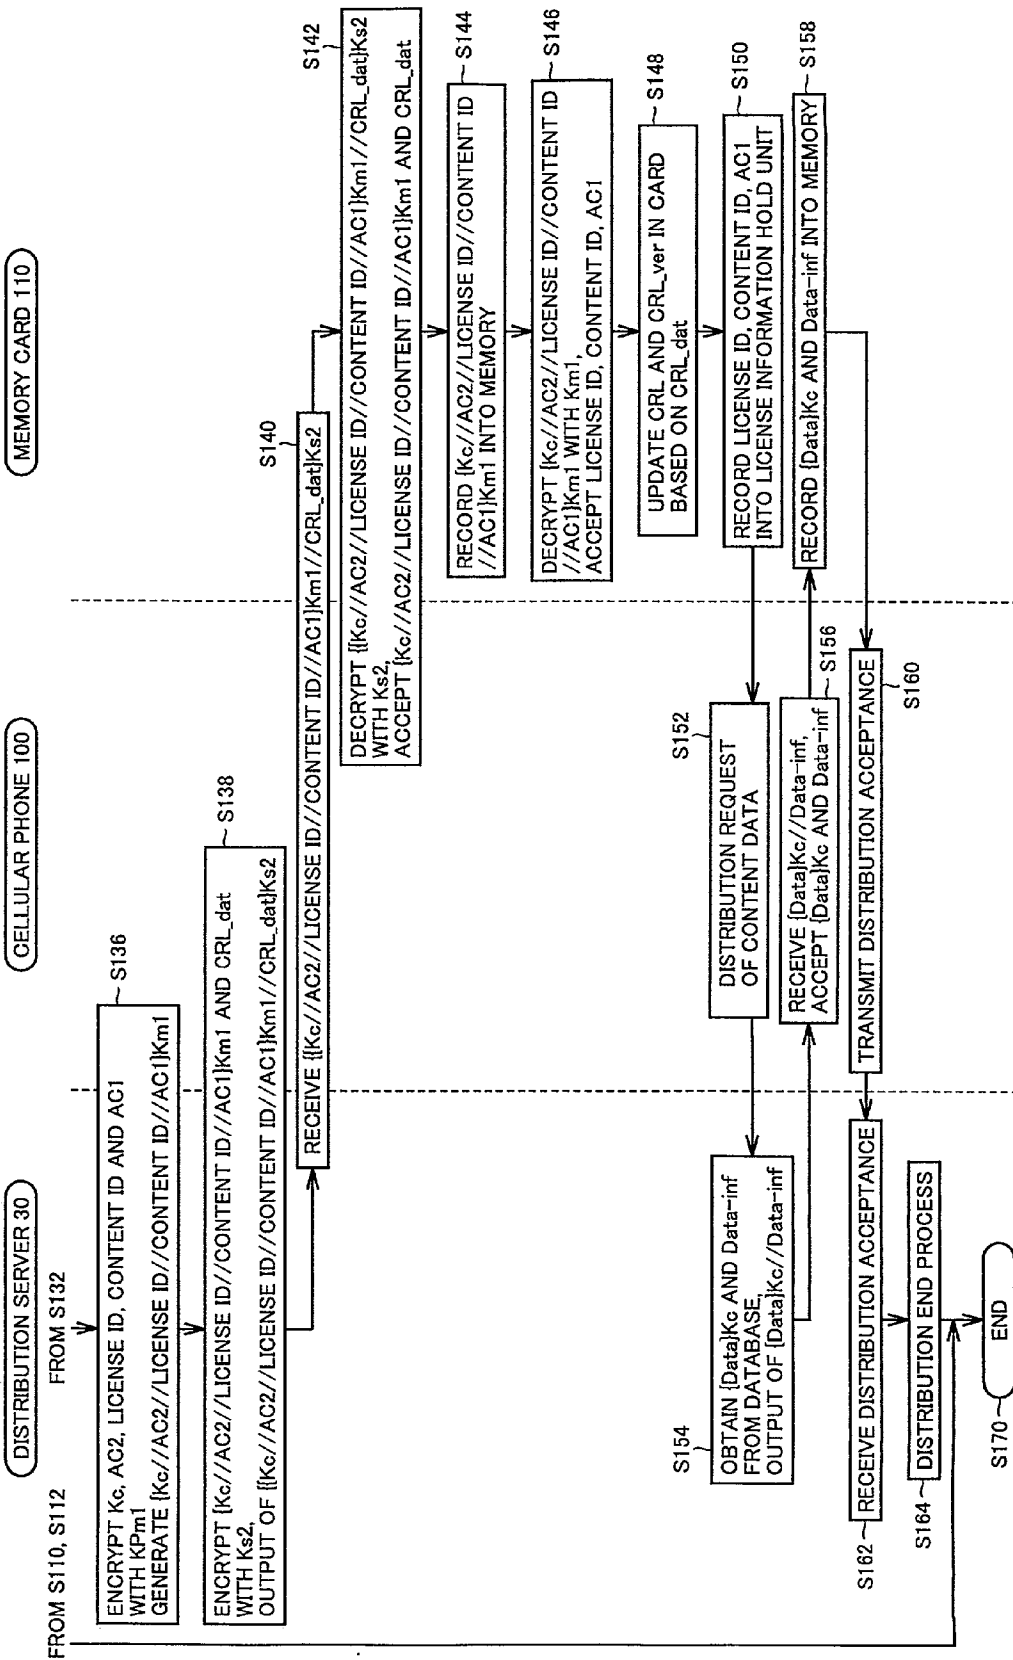 DISTRIBUTION SERVER 30
CELLULAR PHONE 100
MEMORY CARD 110
FROM S110, S112
FROM S132
S136
ENCRYPT Kc, AC2, LICENSE ID, CONTENT ID AND AC1
WITH KPm1
GENERATE {Kc//AC2//LICENSE ID//CONTENT ID//AC1}Km1
S138
ENCRYPT {Kc//AC2//LICENSE ID//CONTENT ID//AC1}Km1 AND CRL_dat
WITH Ks2,
OUTPUT OF {{Kc//AC2//LICENSE ID//CONTENT ID//AC1}Km1//CRL_dat}Ks2
S140
RECEIVE {{Kc//AC2//LICENSE ID//CONTENT ID//AC1}Km1//CRL_dat}Ks2
S142
DECRYPT {{Kc//AC2//LICENSE ID//CONTENT ID//AC1}Km1//CRL_dat}Ks2
WITH Ks2,
ACCEPT {Kc//AC2//LICENSE ID//CONTENT ID//AC1}Km1 AND CRL_dat
S144
RECORD {Kc//AC2//LICENSE ID//CONTENT ID
//AC1}Km1 INTO MEMORY
S146
DECRYPT {Kc//AC2//LICENSE ID//CONTENT ID
//AC1}Km1 WITH Km1,
ACCEPT LICENSE ID, CONTENT ID, AC1
S148
UPDATE CRL AND CRL_ver IN CARD
BASED ON CRL_dat
S150
RECORD LICENSE ID, CONTENT ID, AC1
INTO LICENSE INFORMATION HOLD UNIT
S152
DISTRIBUTION REQUEST
OF CONTENT DATA
S154
OBTAIN {Data}Kc AND Data-inf
FROM DATABASE,
OUTPUT OF {Data}Kc//Data-inf
S156
RECEIVE {Data}Kc//Data-inf,
ACCEPT {Data}Kc AND Data-inf
S158
RECORD {Data}Kc AND Data-inf INTO MEMORY
TRANSMIT DISTRIBUTION ACCEPTANCE
S160
S162
RECEIVE DISTRIBUTION ACCEPTANCE
S164
DISTRIBUTION END PROCESS
S170
END